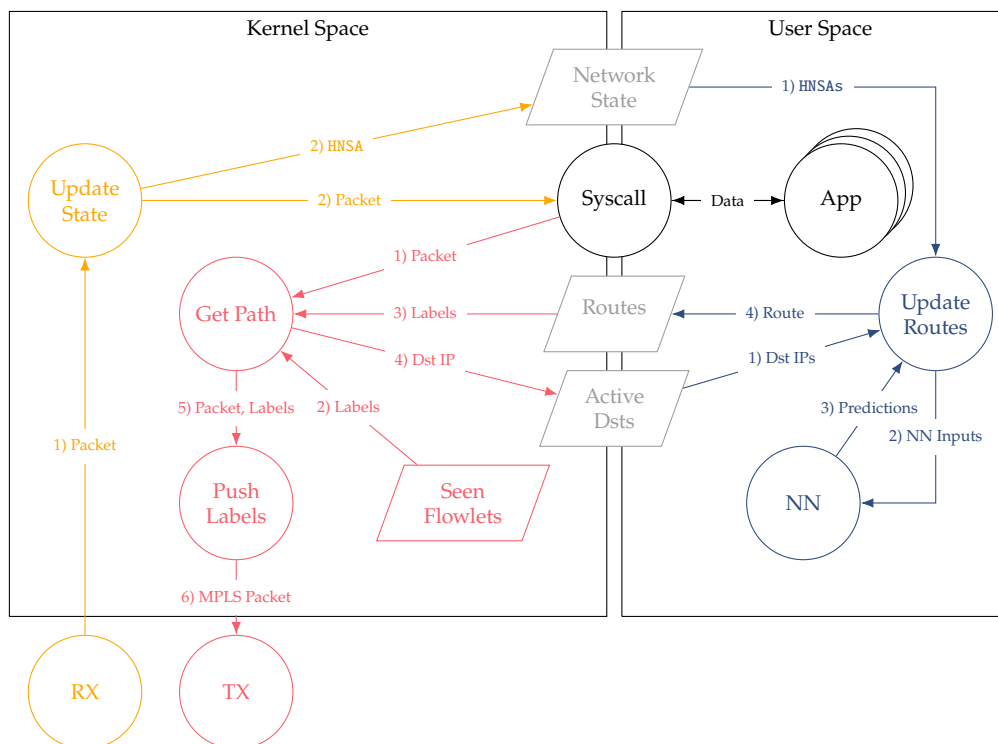 Kernel Space
User Space
Network
State
1) HNSAs
2) HNSA
Update
State
2) Packet
Syscall
Data
App
1) Packet
Get Path
3) Labels
Routes
4) Route
Update
Routes
4) Dst IP
1) Dst IPs
Active
Dsts
5) Packet, Labels
2) Labels
3) Predictions
2) NN Inputs
1) Packet
Push
Labels
Seen
Flowlets
NN
6) MPLS Packet
RX
TX